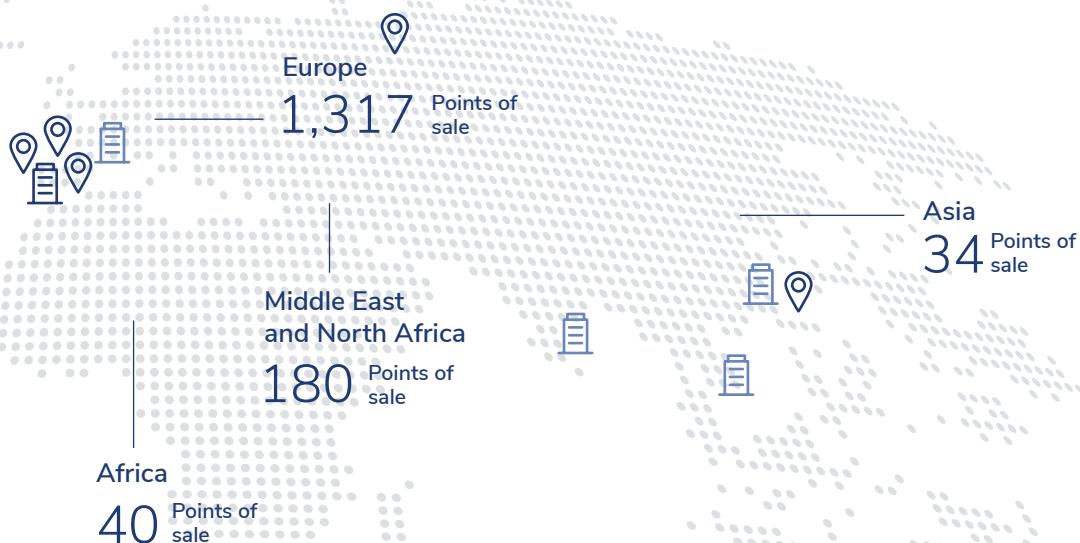 Europe
1,317 Points of
sale
Asia
34 Points of
sale
Middle East
and North Africa
180 Points of
sale
Africa
40 Points of
sale